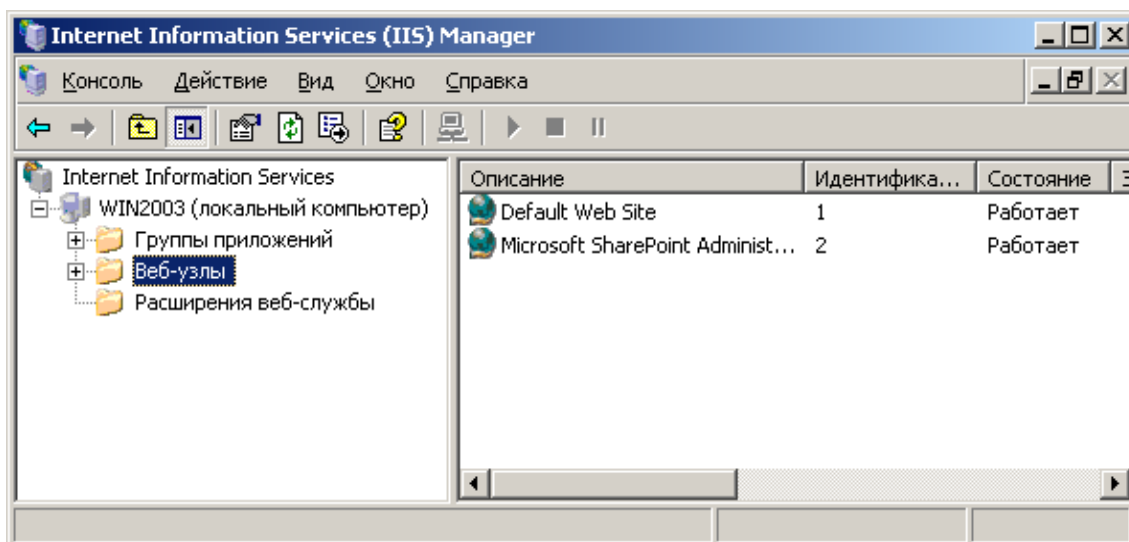 Internet Information Services (IIS) Manager
Консоль Действие Вид Окно Справка
Internet Information Services
WIN2003 (локальный компьютер)
Группы приложений
Веб-узлы
Расширения веб-службы
Описание Идентифика... Состояние
Default Web Site 1 Работает
Microsoft SharePoint Administ... 2 Работает